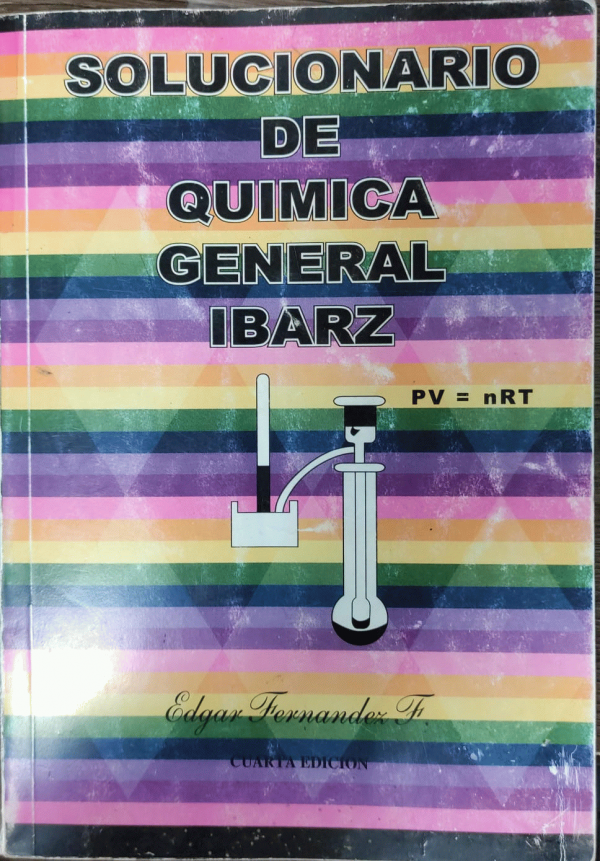 SOLUCIONARIO
DE
QUIMICA
GENERAL
IBARZ
PV = nRT
Edgar Fernandez F.
CUARTA EDICION